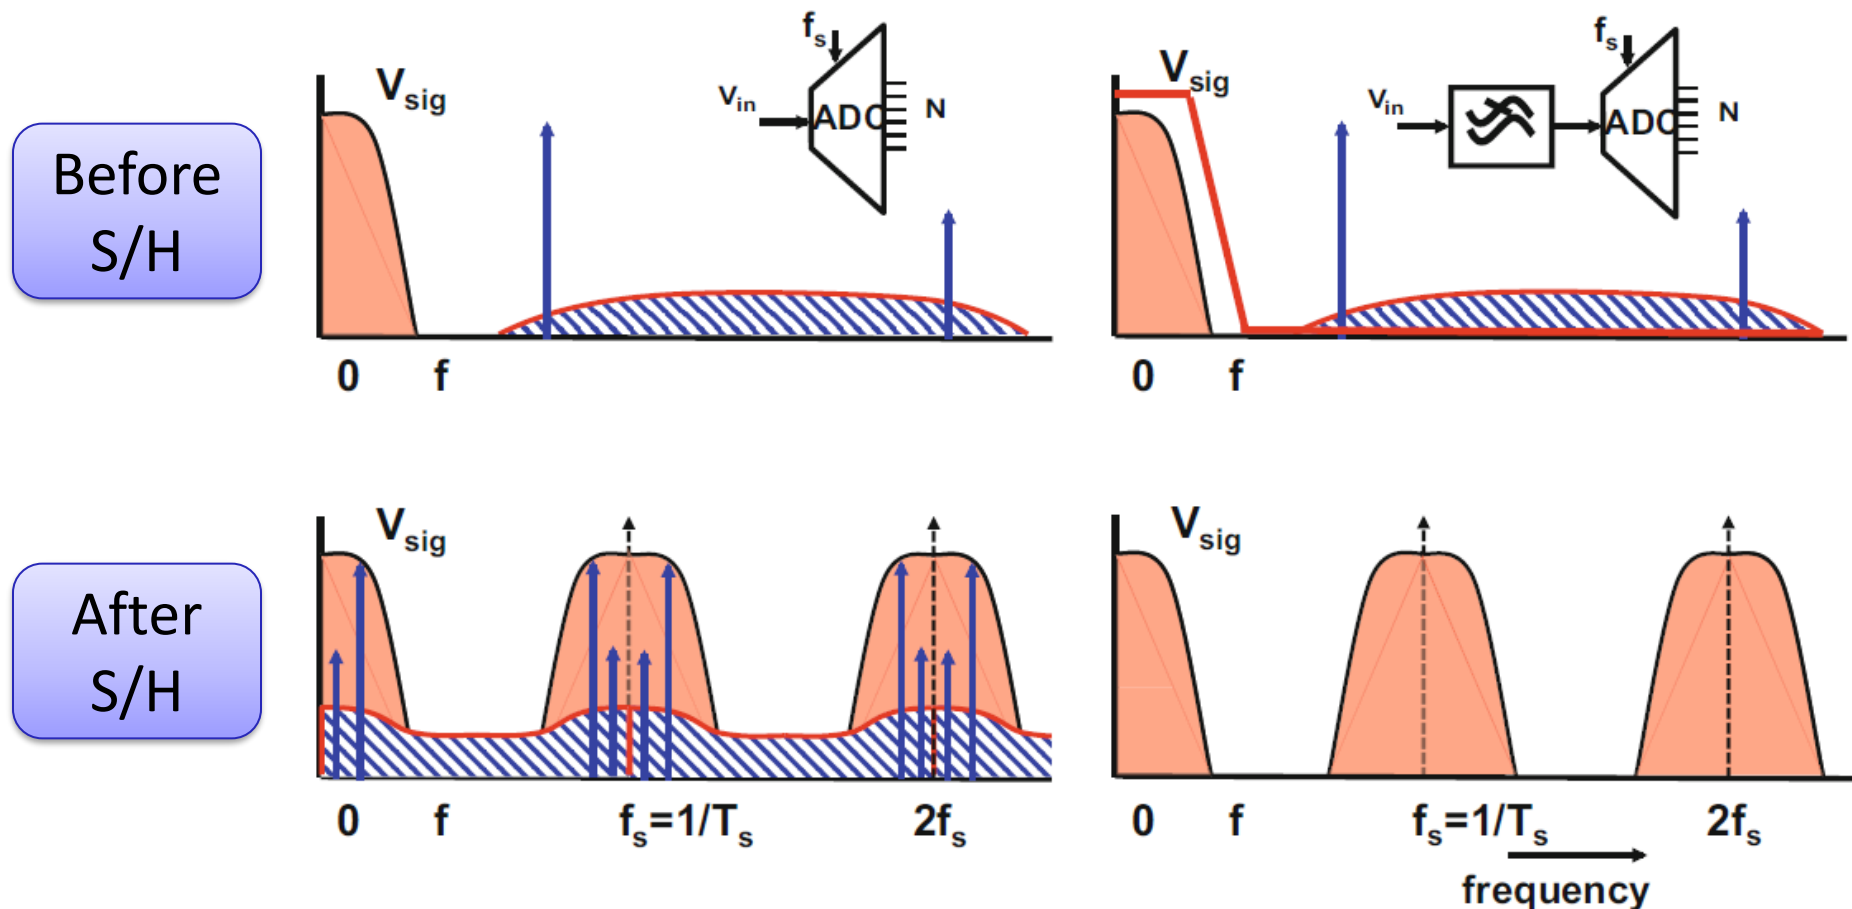 Before
S/H
V_sig
f_s
V_in
ADC
N
0 f
V_sig
f_s
V_in
ADC
N
0 f
After
S/H
V_sig
0 f f_s=1/T_s 2f_s
V_sig
0 f f_s=1/T_s 2f_s
frequency